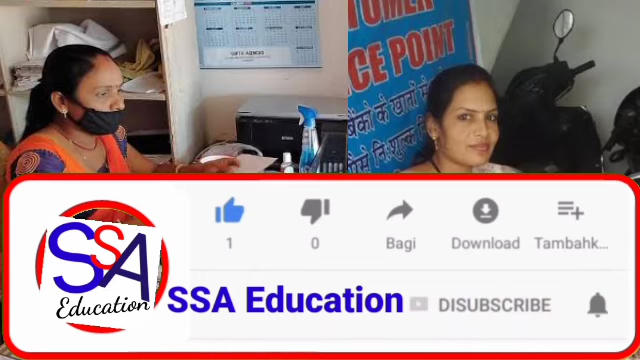 TOMER
CE POINT
बैंको के खातों में
से नि:शुल्क
1
0
Bagi
Download
Tambahk...
SSA
Education
SSA Education
DISUBSCRIBE